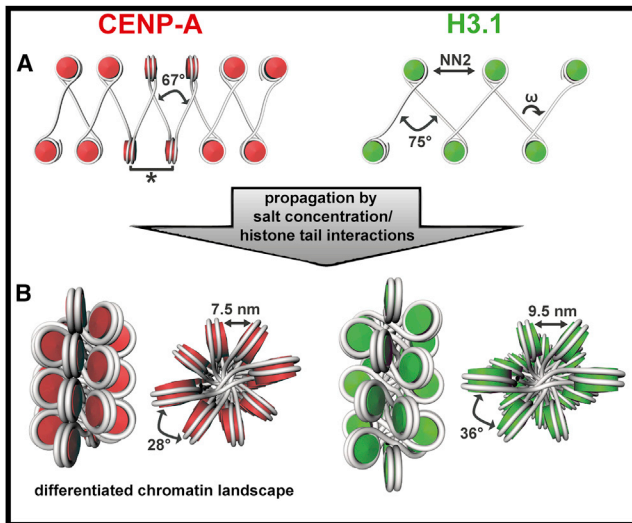 CENP-A
H3.1
A
67°
*
NN2
ω
75°
propagation by
salt concentration/
histone tail interactions
B
7.5 nm
28°
9.5 nm
36°
differentiated chromatin landscape